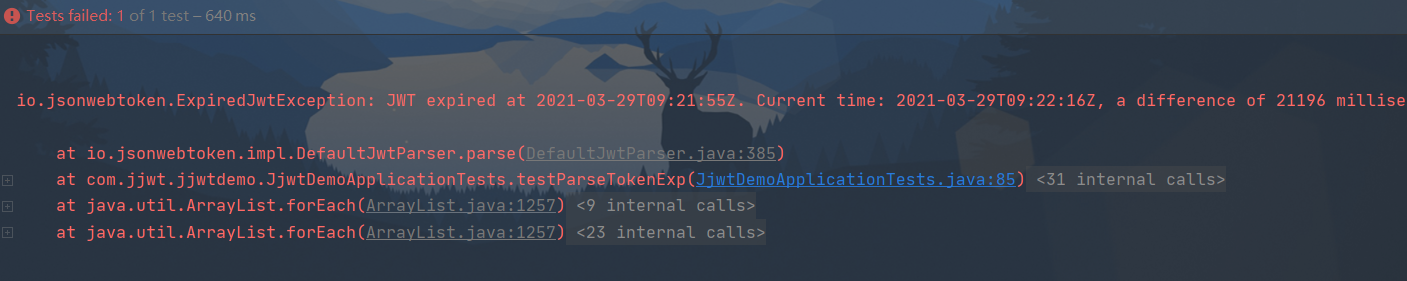 Tests failed: 1 of 1 test – 640 ms
io.jsonwebtoken.ExpiredJwtException: JWT expired at 2021-03-29T09:21:55Z. Current time: 2021-03-29T09:22:16Z, a difference of 21196 millise
at io.jsonwebtoken.impl.DefaultJwtParser.parse(DefaultJwtParser.java:385)
at com.jjwt.jjwtdemo.JjwtDemoApplicationTests.testParseTokenExp(JjwtDemoApplicationTests.java:85) <31 internal calls>
at java.util.ArrayList.forEach(ArrayList.java:1257) <9 internal calls>
at java.util.ArrayList.forEach(ArrayList.java:1257) <23 internal calls>